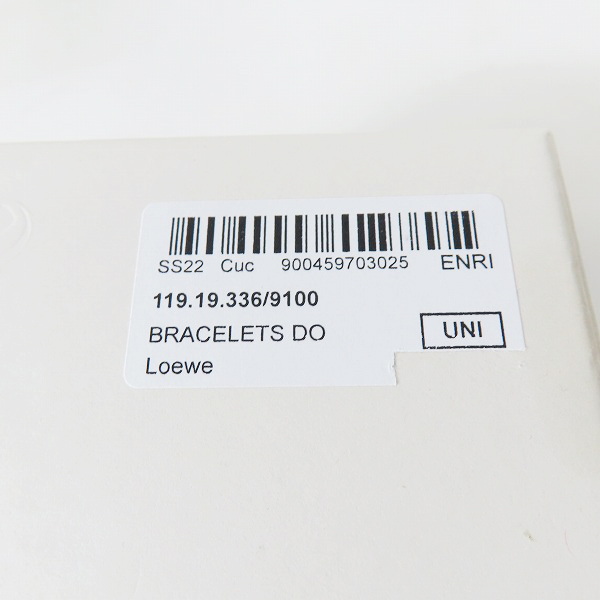 SS22 Cuc 900459703025 ENRI
119.19.336/9100
BRACELETS DO
UNI
Loewe